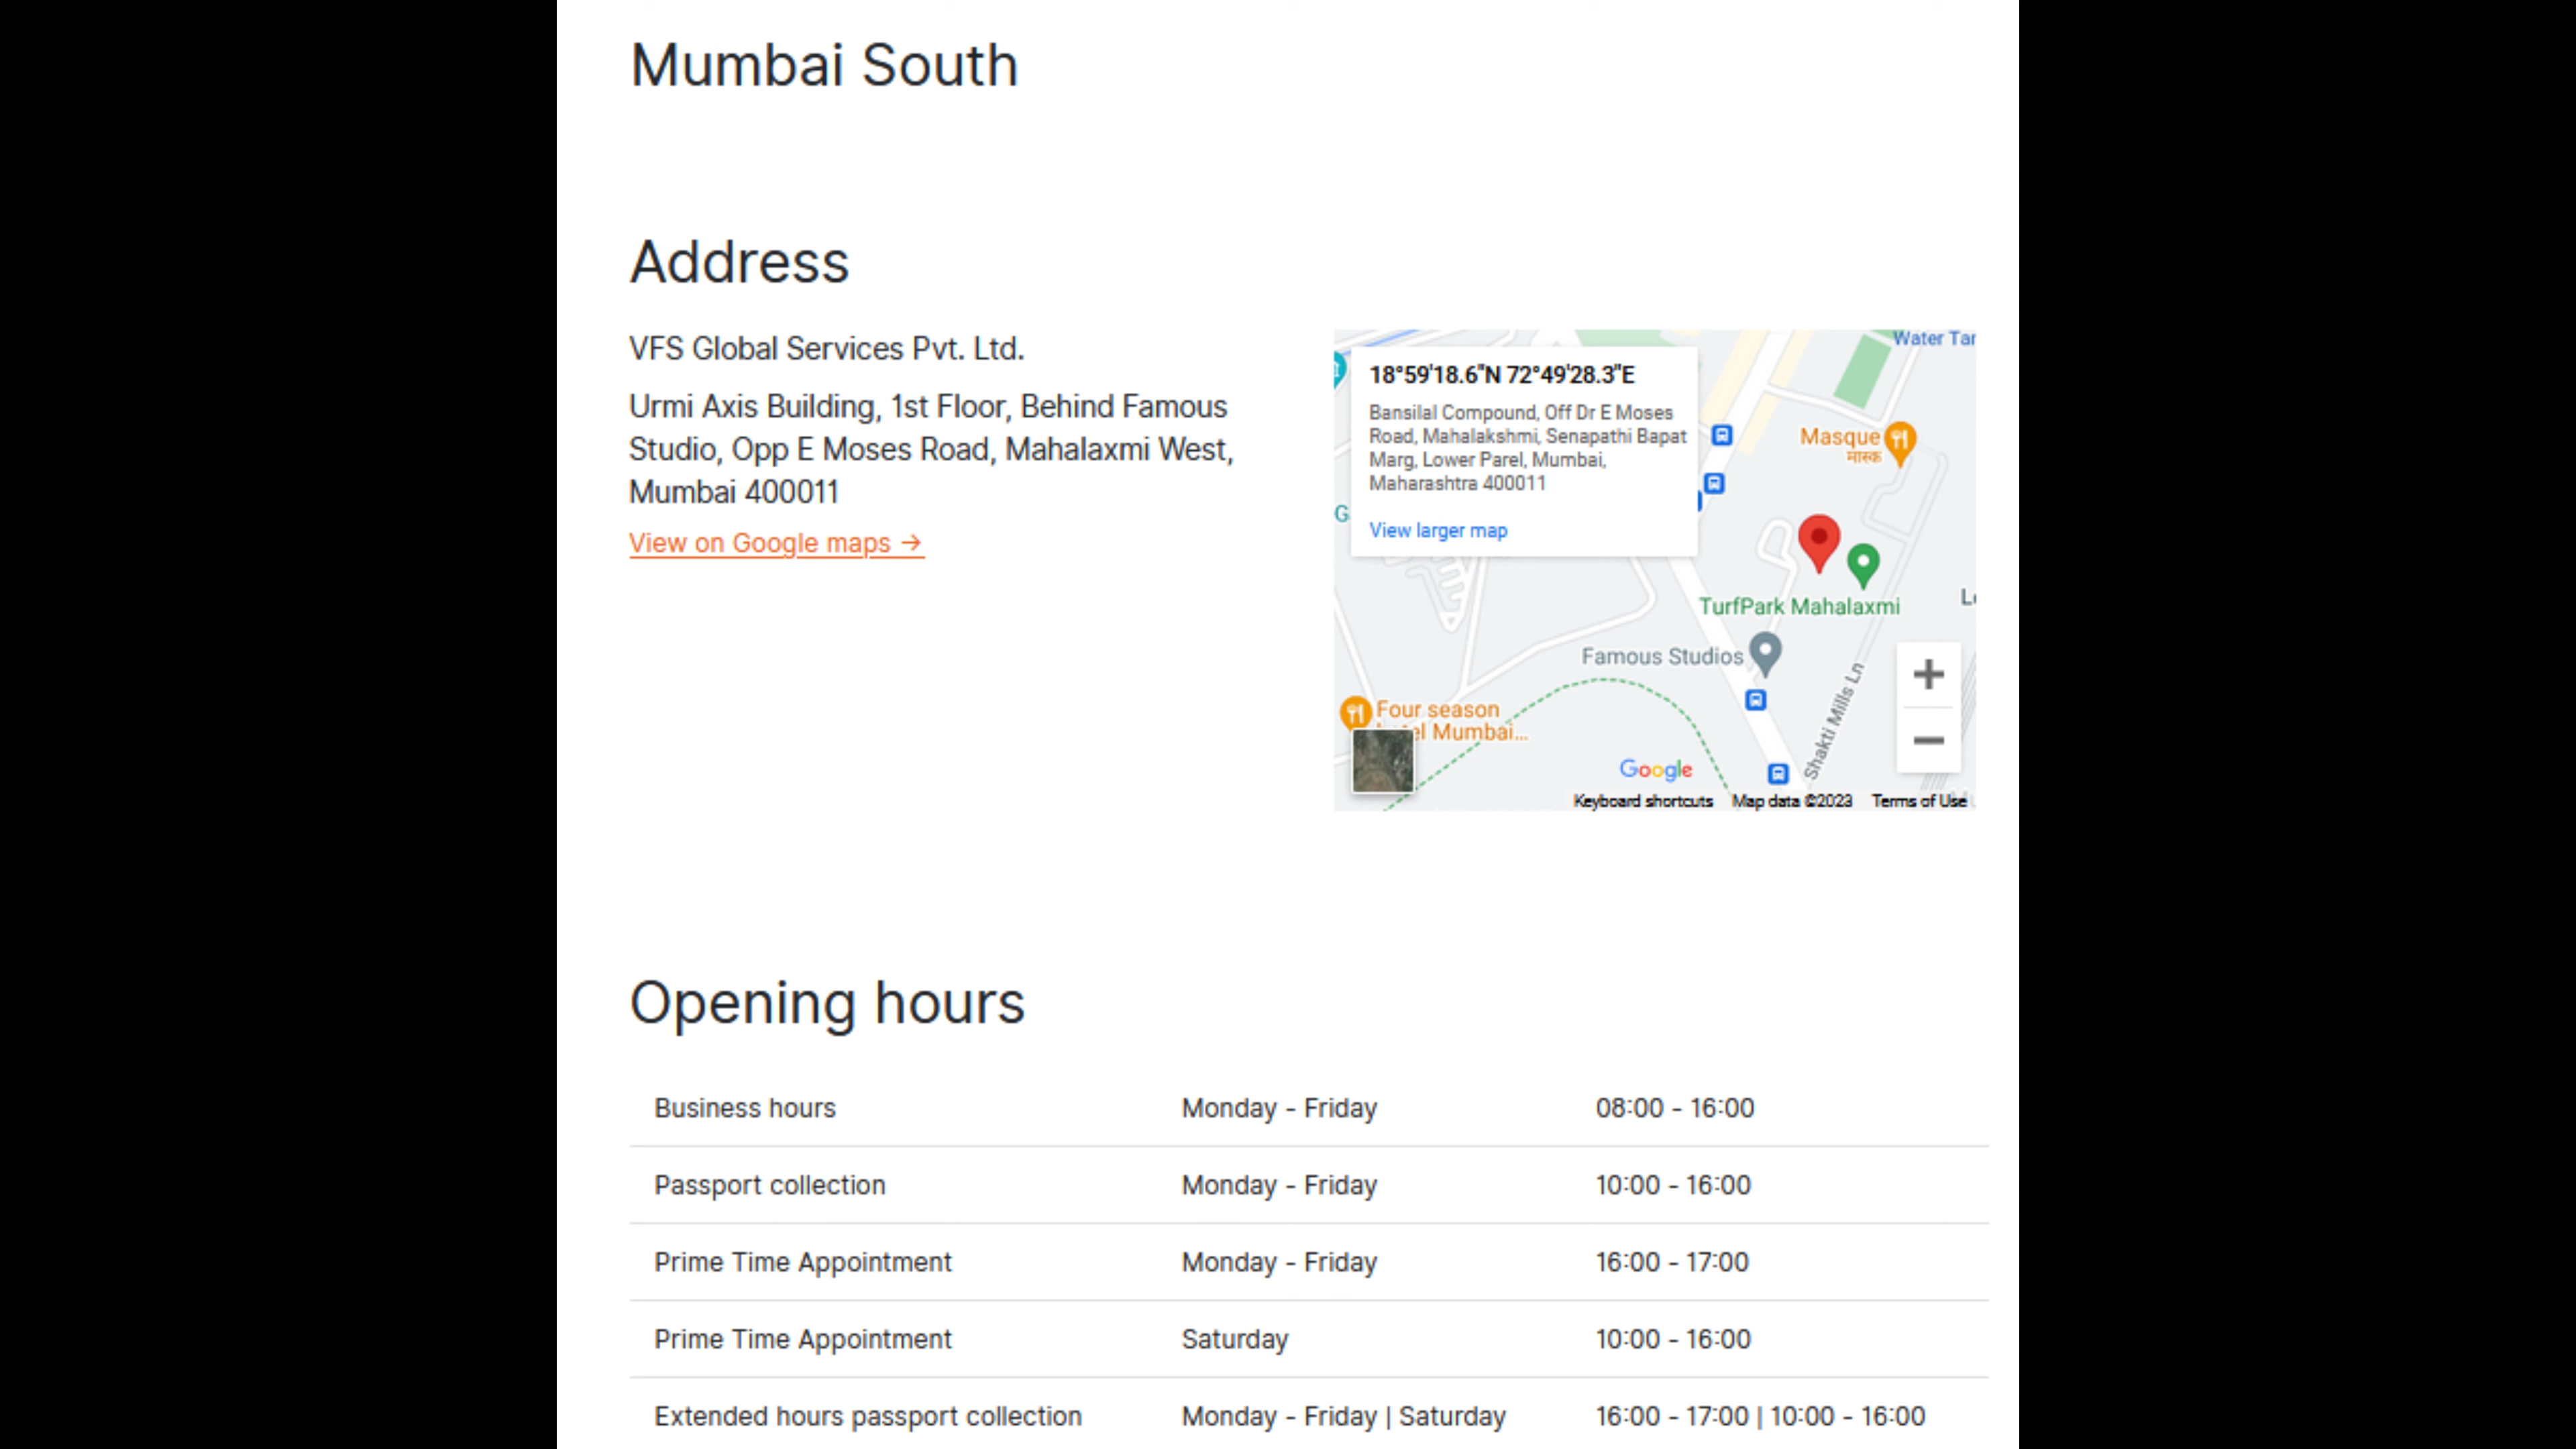 Mumbai South
Address
VFS Global Services Pvt. Ltd.
Urmi Axis Building, 1st Floor, Behind Famous
Studio, Opp E Moses Road, Mahalaxmi West,
Mumbai 400011
View on Google maps →
Water Tar
18°59'18.6"N 72°49'28.3"E
Bansilal Compound, Off Dr E Moses
Road, Mahalakshmi, Senapathi Bapat
Marg, Lower Parel, Mumbai,
Maharashtra 400011
View larger map
Masque
मास्क
G
TurfPark Mahalaxmi
Famous Studios
Shakti Mills Ln
Four season
el Mumbai...
Google
Keyboard shortcuts Map data ©2023 Terms of Use
Opening hours
Business hours Monday - Friday 08:00 - 16:00
Passport collection Monday - Friday 10:00 - 16:00
Prime Time Appointment Monday - Friday 16:00 - 17:00
Prime Time Appointment Saturday 10:00 - 16:00
Extended hours passport collection Monday - Friday | Saturday 16:00 - 17:00 | 10:00 - 16:00